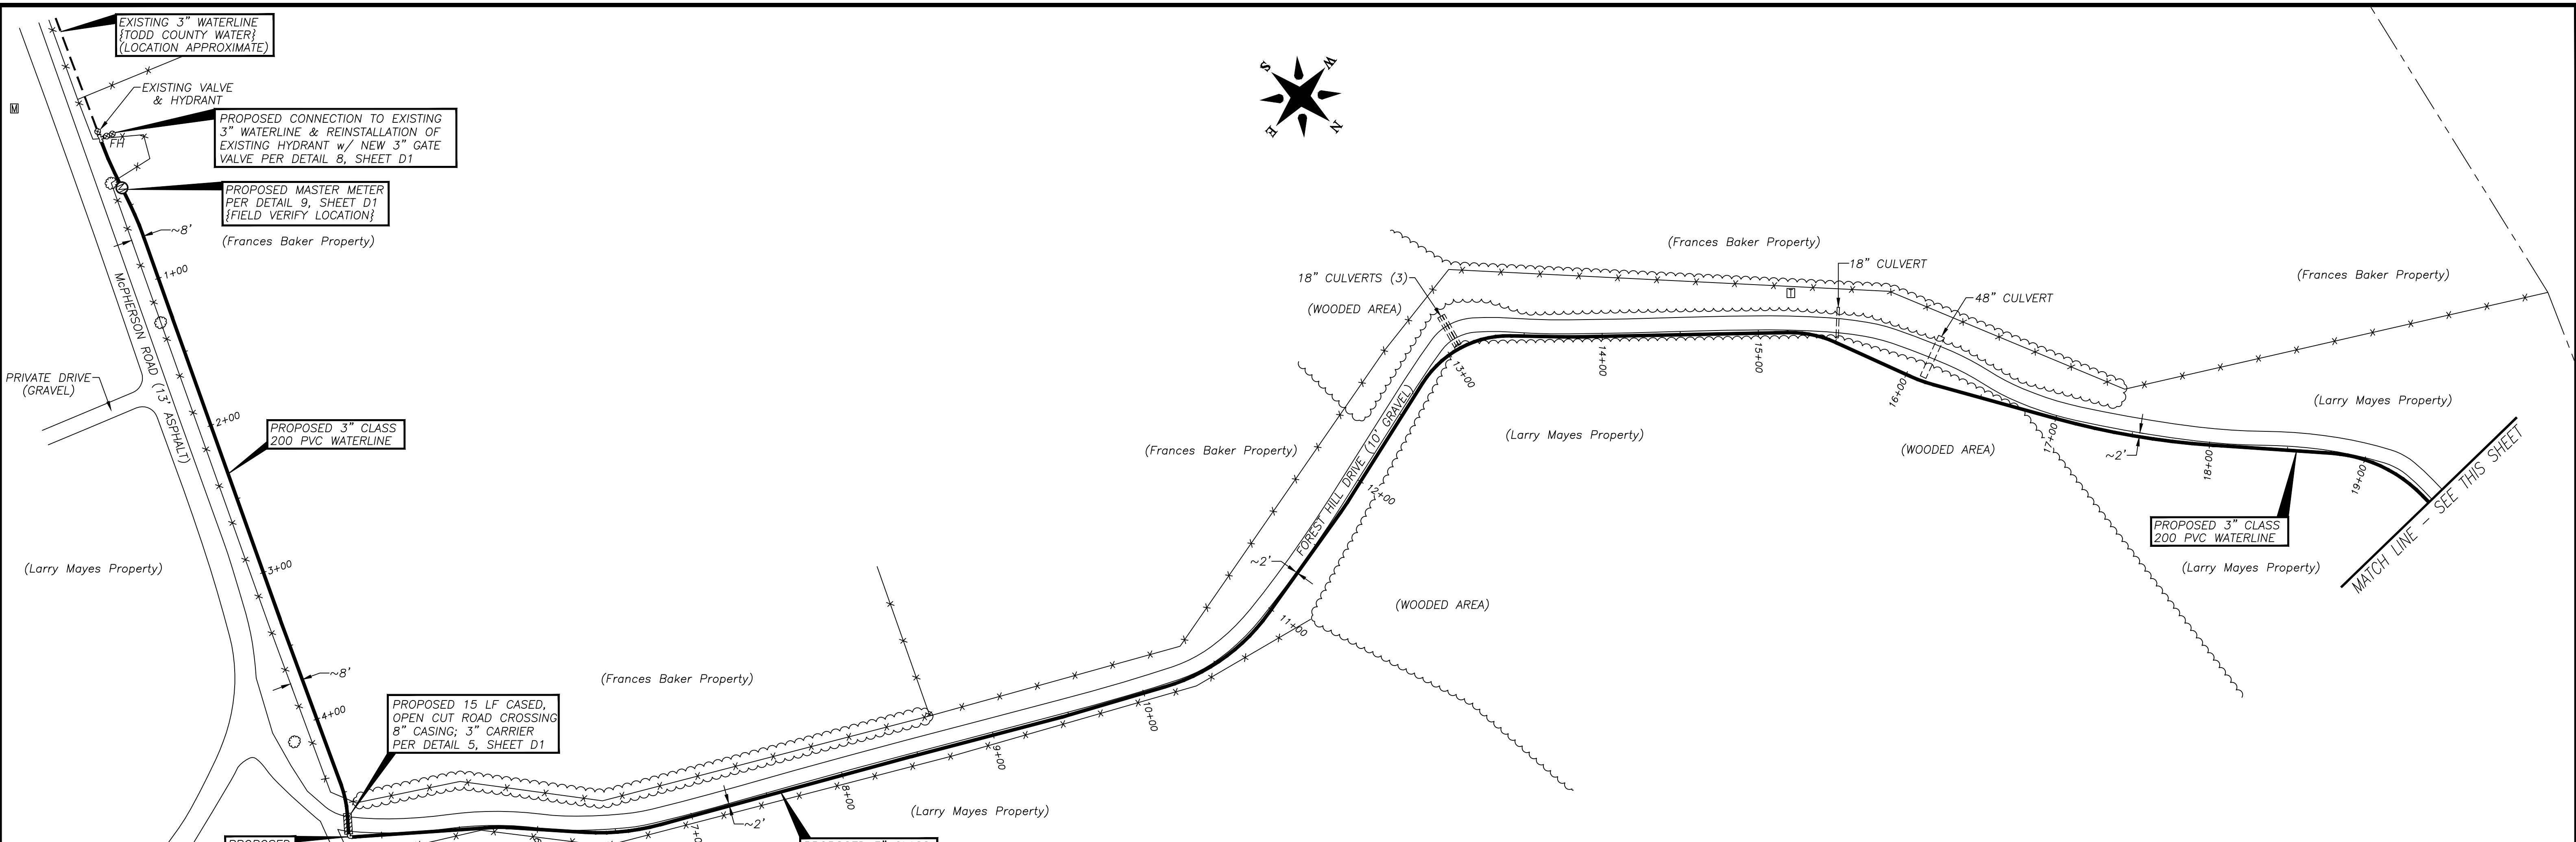 EXISTING 3" WATERLINE
{TODD COUNTY WATER}
(LOCATION APPROXIMATE)
EXISTING VALVE
& HYDRANT
M
PROPOSED CONNECTION TO EXISTING
3" WATERLINE & REINSTALLATION OF
EXISTING HYDRANT w/ NEW 3" GATE
VALVE PER DETAIL 8, SHEET D1
FH
M
PROPOSED MASTER METER
PER DETAIL 9, SHEET D1
{FIELD VERIFY LOCATION}
~8'
(Frances Baker Property)
1+00
McPHERSON ROAD (13' ASPHALT)
PRIVATE DRIVE
(GRAVEL)
2+00
PROPOSED 3" CLASS
200 PVC WATERLINE
3+00
(Larry Mayes Property)
~8'
4+00
PROPOSED 15 LF CASED,
OPEN CUT ROAD CROSSING
8" CASING; 3" CARRIER
PER DETAIL 5, SHEET D1
(Frances Baker Property)
7+00
~2'
8+00
(Larry Mayes Property)
9+00
10+00
S
W
E
N
(Frances Baker Property)
18" CULVERTS (3)
(WOODED AREA)
18" CULVERT
T
48" CULVERT
(Frances Baker Property)
(Frances Baker Property)
FOREST HILL DRIVE (10' GRAVEL)
~2'
11+00
12+00
13+00
14+00
15+00
16+00
17+00
18+00
19+00
(Larry Mayes Property)
(WOODED AREA)
(WOODED AREA)
~2'
(Larry Mayes Property)
PROPOSED 3" CLASS
200 PVC WATERLINE
(Larry Mayes Property)
MATCH LINE - SEE THIS SHEET
PROPOSED